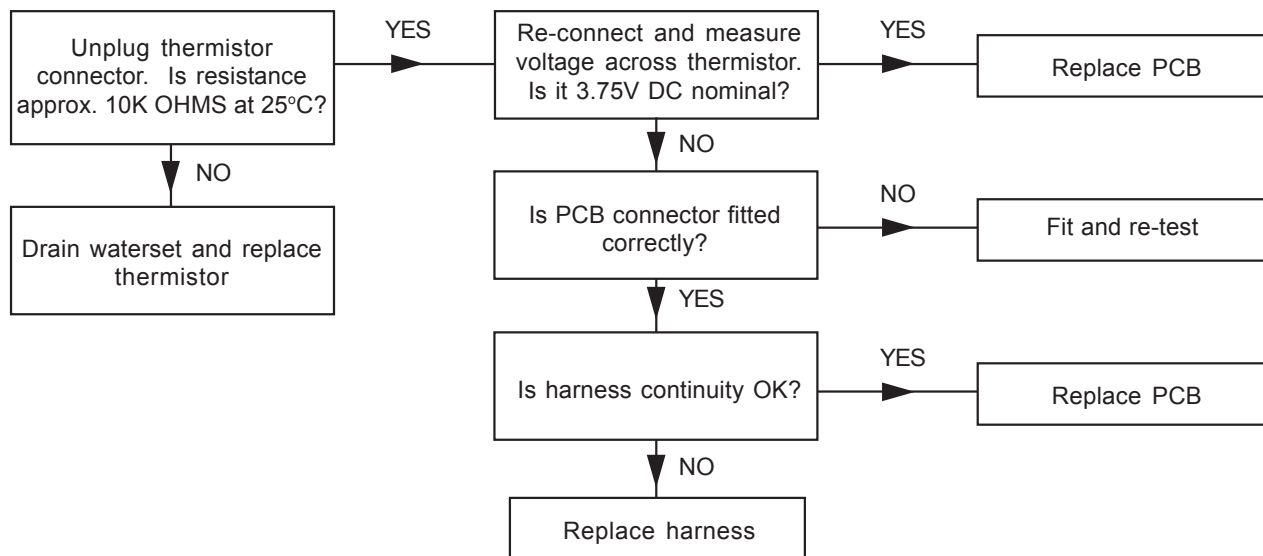 Unplug thermistor
connector. Is resistance
approx. 10K OHMS at 25°C?
YES
Re-connect and measure
voltage across thermistor.
Is it 3.75V DC nominal?
YES
Replace PCB
NO
Drain waterset and replace
thermistor
NO
Is PCB connector fitted
correctly?
NO
Fit and re-test
YES
Is harness continuity OK?
YES
Replace PCB
NO
Replace harness